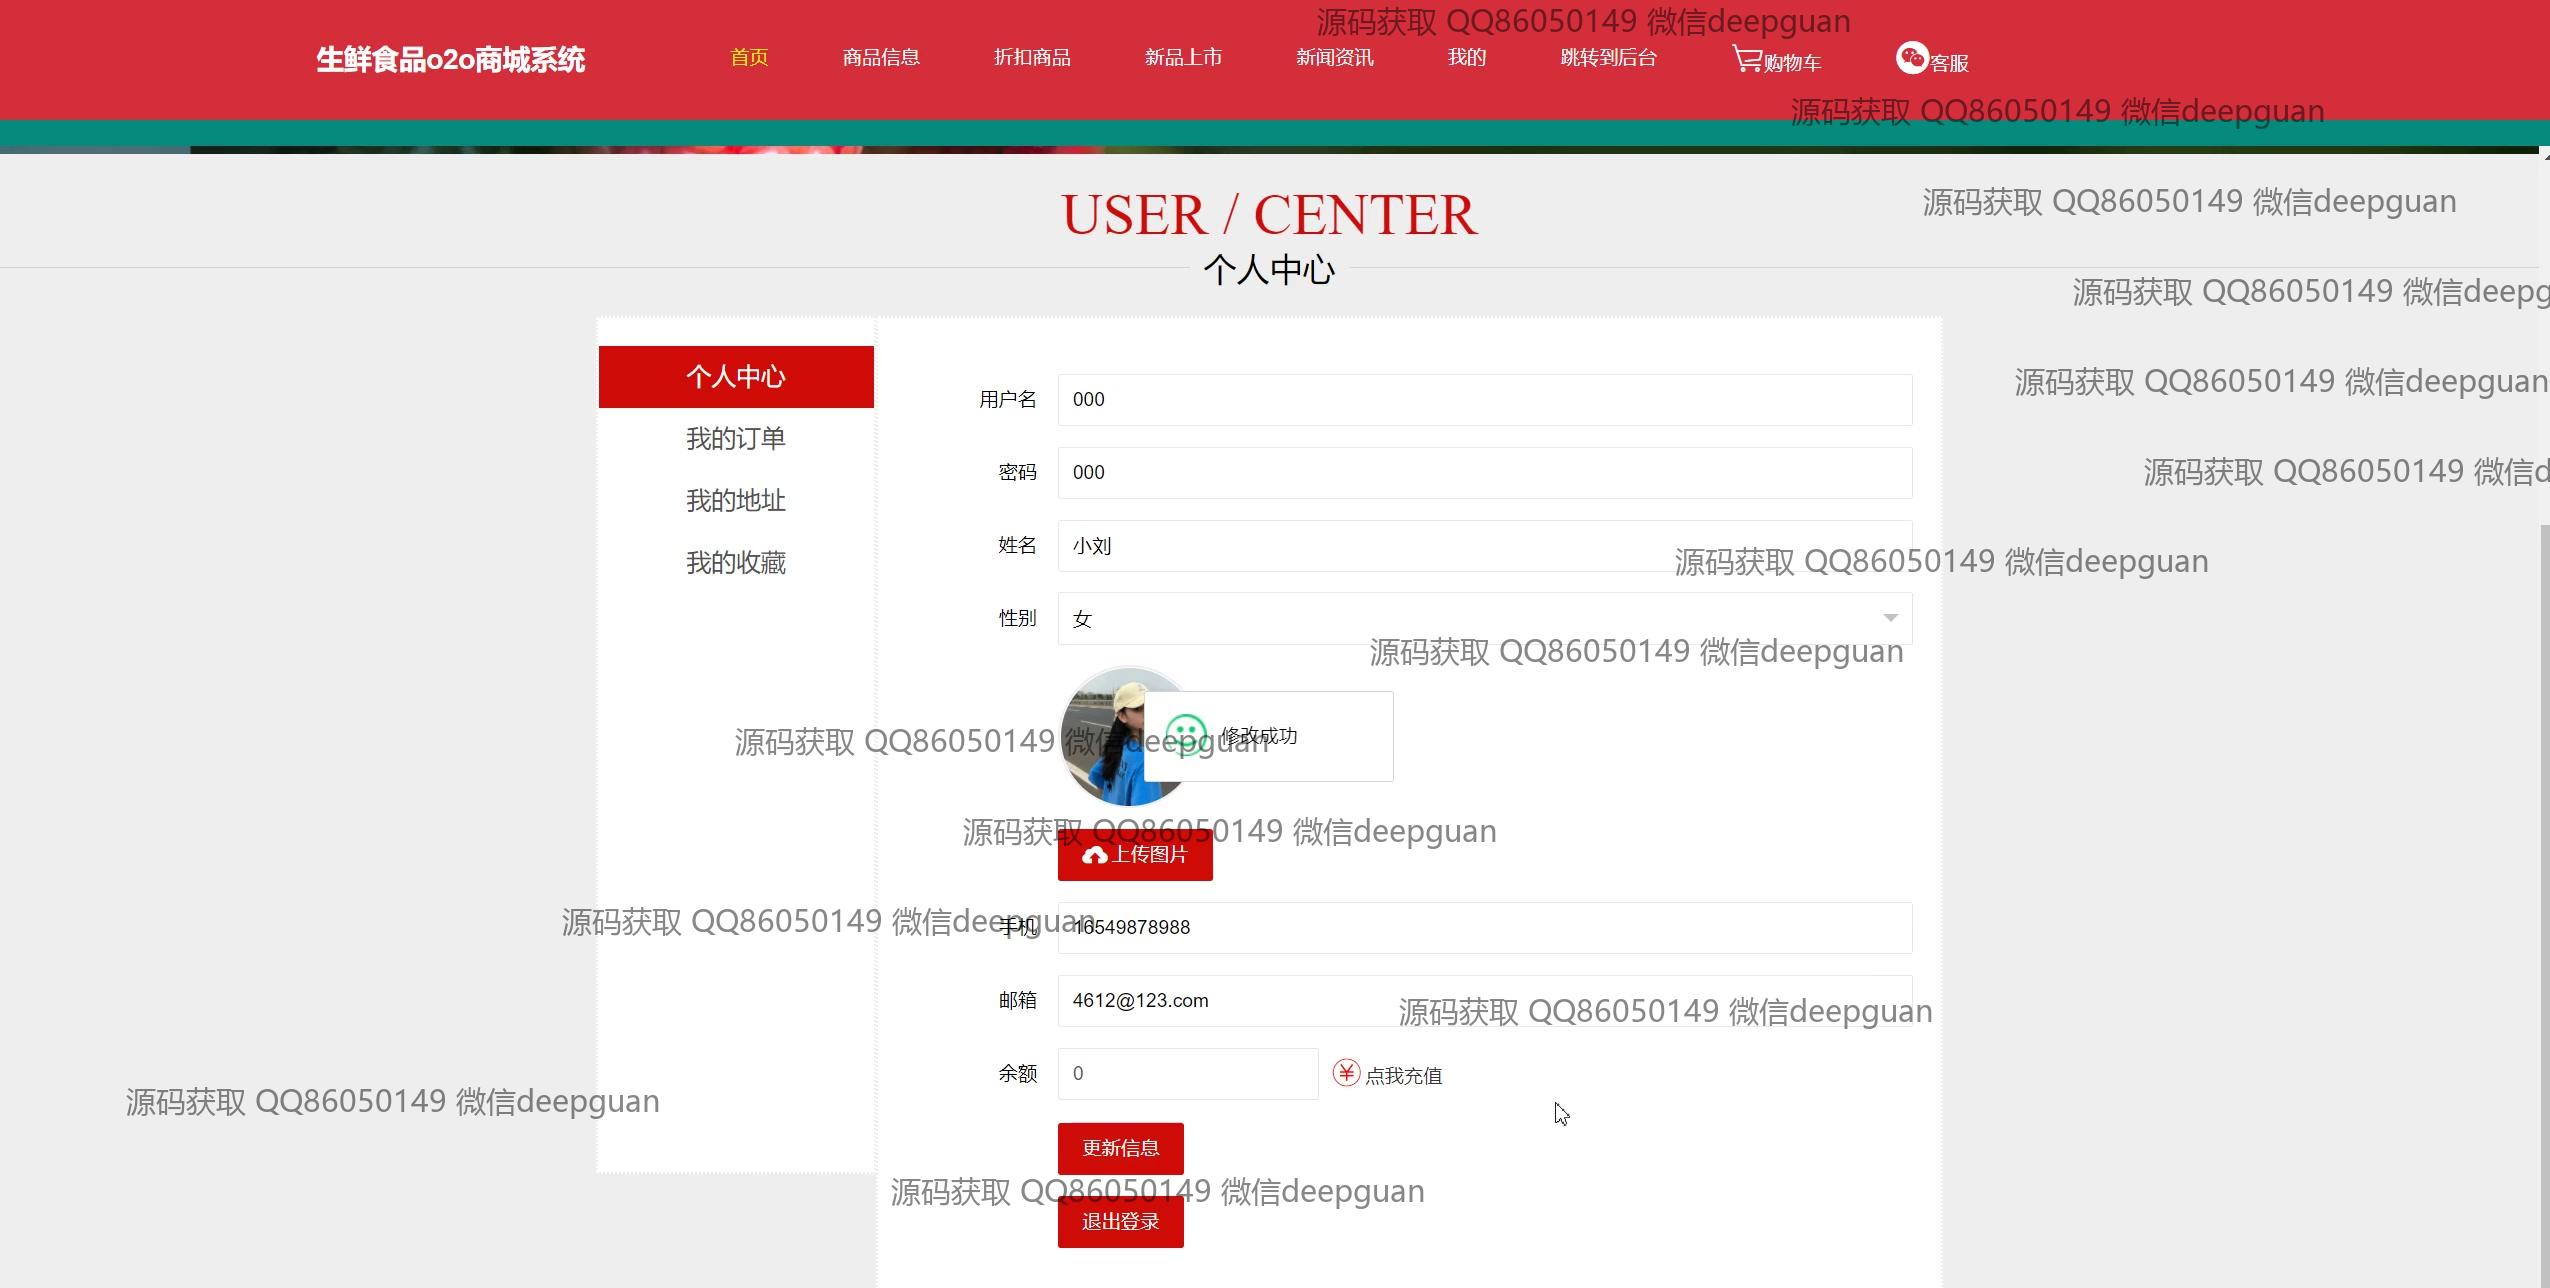 源码获取 QQ86050149 微信deepguan
生鲜食品o2o商城系统 首页 商品信息 折扣商品 新品上市 新闻资讯 我的 跳转到后台 购物车 客服
源码获取 QQ86050149 微信deepguan
USER / CENTER
源码获取 QQ86050149 微信deepguan
个人中心
源码获取 QQ86050149 微信deepg
个人中心
源码获取 QQ86050149 微信deepguan
用户名 000
我的订单
密码 000
源码获取 QQ86050149 微信d
我的地址
姓名 小刘
我的收藏
源码获取 QQ86050149 微信deepguan
性别 女
源码获取 QQ86050149 微信deepguan
修改成功
源码获取 QQ86050149 微信deepguan
源码获取 QQ86050149 微信deepguan
上传图片
源码获取 QQ86050149 微信deepguan
手机 16549878988
邮箱 4612@123.com
源码获取 QQ86050149 微信deepguan
余额 0 点我充值
源码获取 QQ86050149 微信deepguan
更新信息
源码获取 QQ86050149 微信deepguan
退出登录